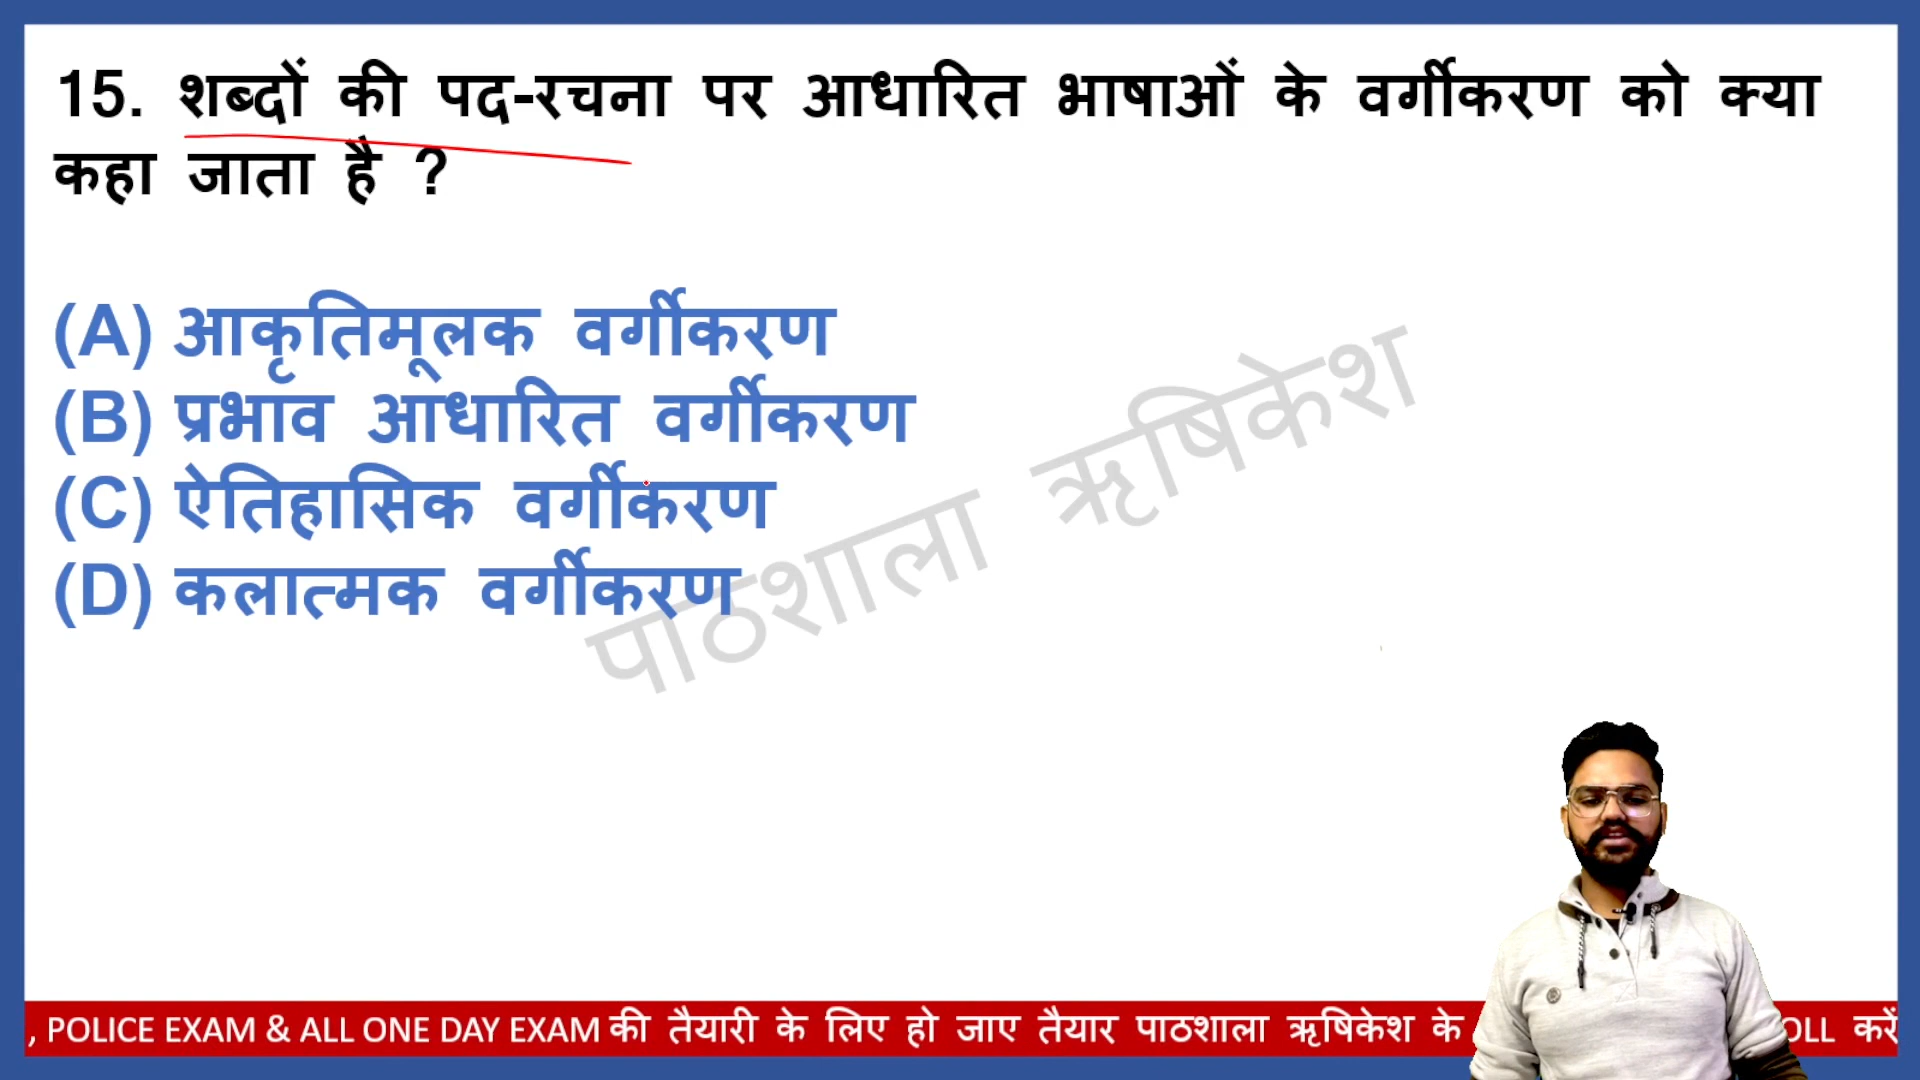 15. शब्दों की पद-रचना पर आधारित भाषाओं के वर्गीकरण को क्या
कहा जाता है ?
(A) आकृतिमूलक वर्गीकरण
(B) प्रभाव आधारित वर्गीकरण
(C) ऐतिहासिक वर्गीकरण
(D) कलात्मक वर्गीकरण
पाठशाला ऋषिकेश
, POLICE EXAM & ALL ONE DAY EXAM की तैयारी के लिए हो जाए तैयार पाठशाला ऋषिकेश के करें